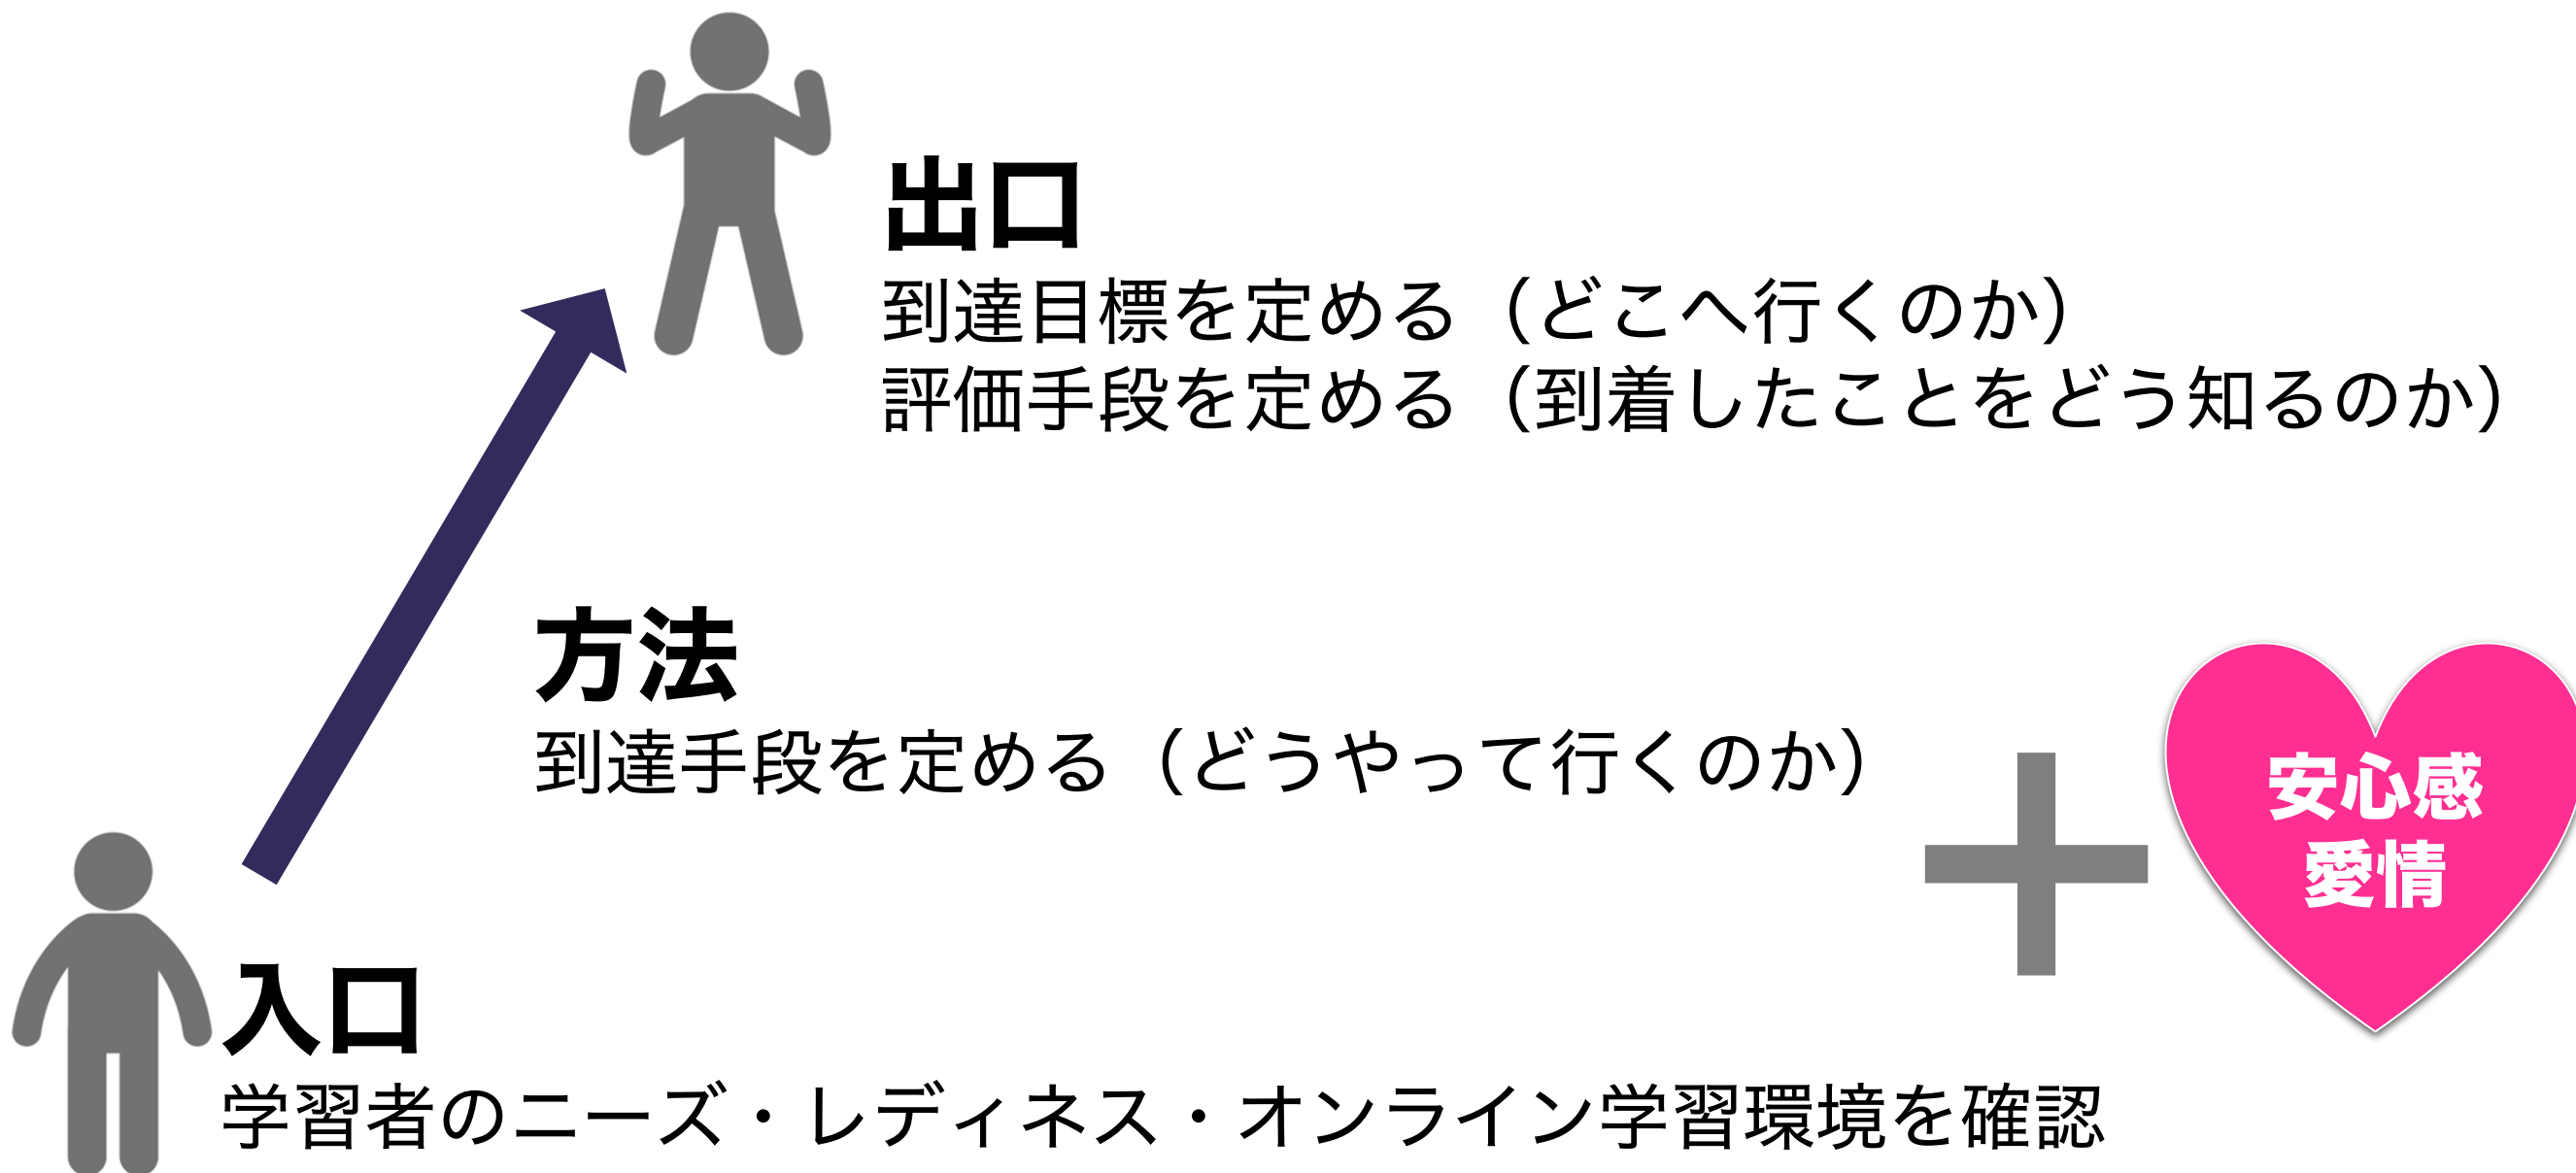 出口
到達目標を定める（どこへ行くのか）
評価手段を定める（到着したことをどう知るのか）
方法
到達手段を定める（どうやって行くのか）
安心感
愛情
入口
学習者のニーズ・レディネス・オンライン学習環境を確認